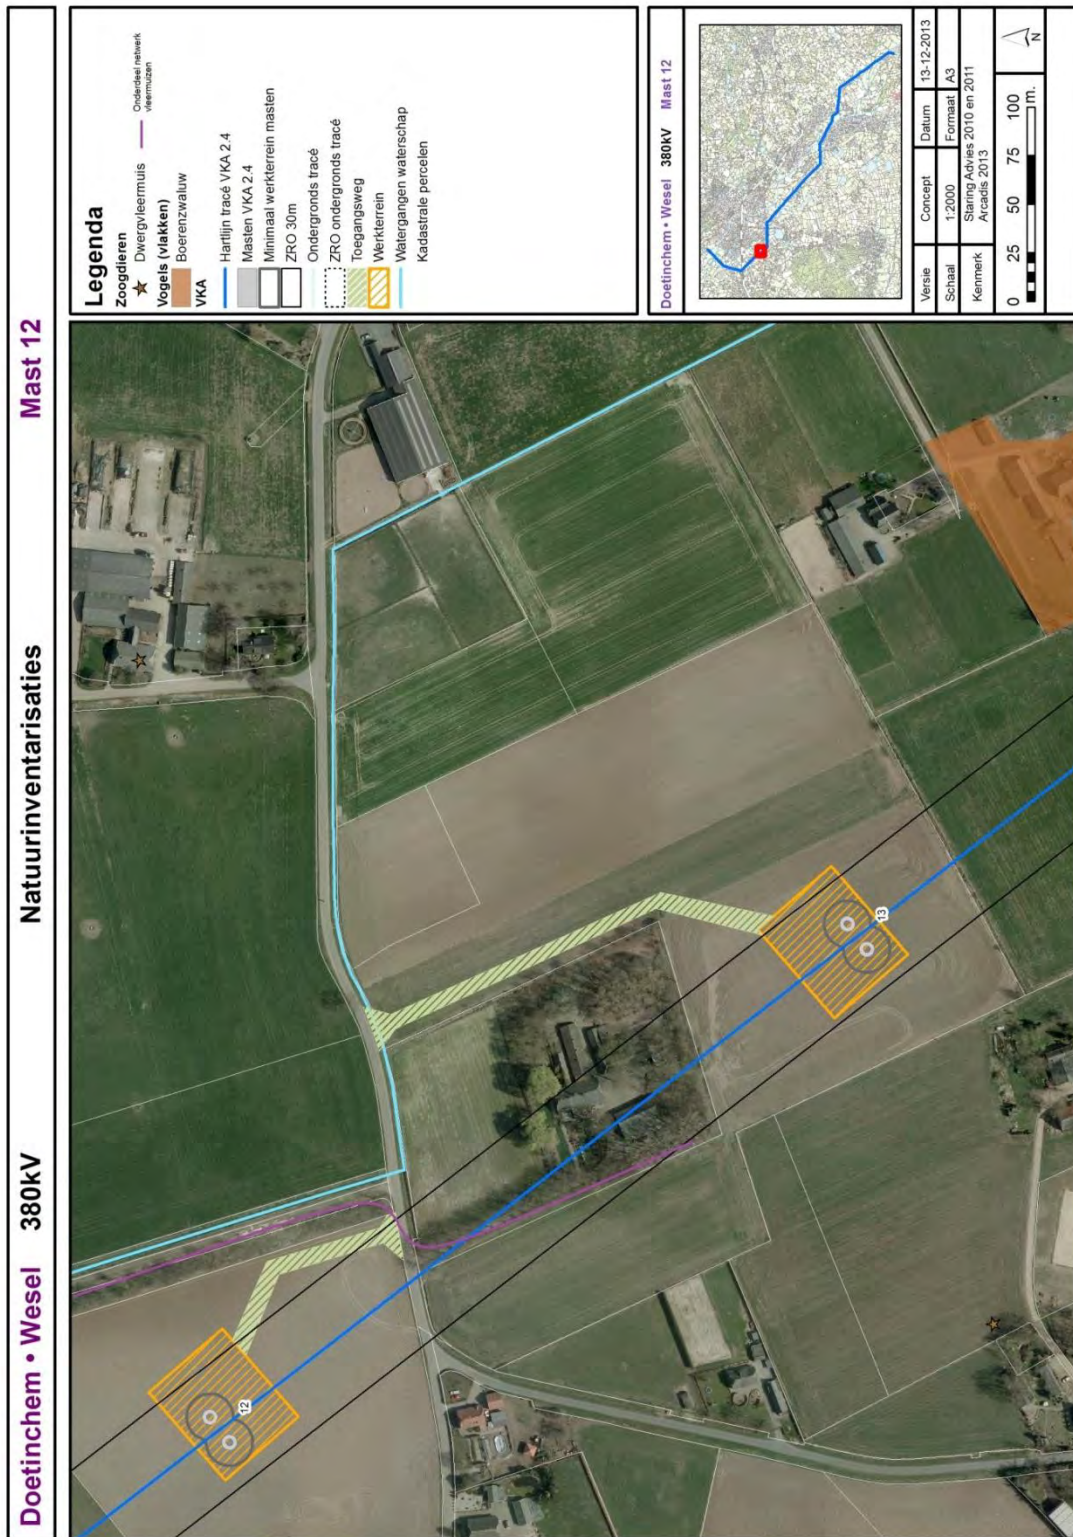 Doetinchem • Wesel 380kV Natuurinventarisaties Mast 12
12
13
Legenda
Zoogdieren
Dwergvleermuis
Onderdeel netwerk
vleermuizen
Vogels (vlakken)
Boerenzwaluw
VKA
Hartlijn tracé VKA 2.4
Masten VKA 2.4
Minimaal werkterrein masten
ZRO 30m
Ondergronds tracé
ZRO ondergronds tracé
Toegangsweg
Werkterrein
Watergangen waterschap
Kadastrale percelen
Doetinchem • Wesel 380kV Mast 12
Versie Concept Datum 13-12-2013
Schaal 1:2000 Formaat A3
Kenmerk Staring Advies 2010 en 2011
Arcadis 2013
0 25 50 75 100 m.
N